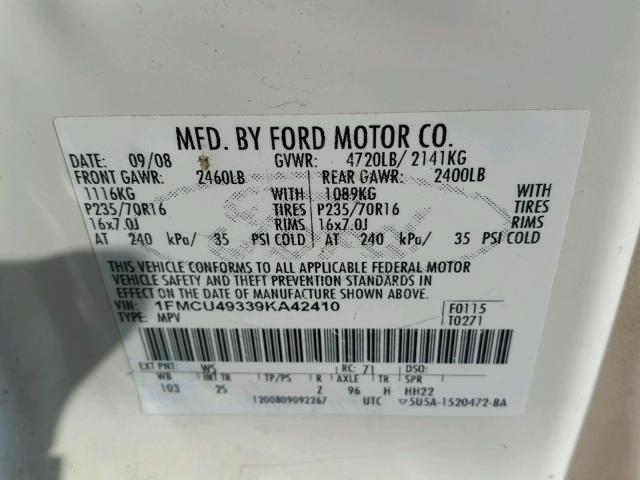 MFD. BY FORD MOTOR CO.
DATE: 09/08 GVWR: 4720LB/ 2141KG
FRONT GAWR: 2460LB REAR GAWR: 2400LB
1116KG WITH 1089KG WITH
P235/70R16 TIRES P235/70R16 TIRES
16x7.0J RIMS 16x7.0J RIMS
AT 240 kPa/ 35 PSI COLD AT 240 kPa/ 35 PSI COLD
THIS VEHICLE CONFORMS TO ALL APPLICABLE FEDERAL MOTOR
VEHICLE SAFETY AND THEFT PREVENTION STANDARDS IN
EFFECT ON THE DATE OF MANUFACTURE SHOWN ABOVE.
VIN: 1FMCU49339KA42410 F0115
TYPE: MPV T0271
EXT PNT: WS RC: 71 DSO:
WB INT TR TP/PS R AXLE TR SPR
103 2S Z 96 H HH22
1200809092267 UTC 5U5A-1520472-BA